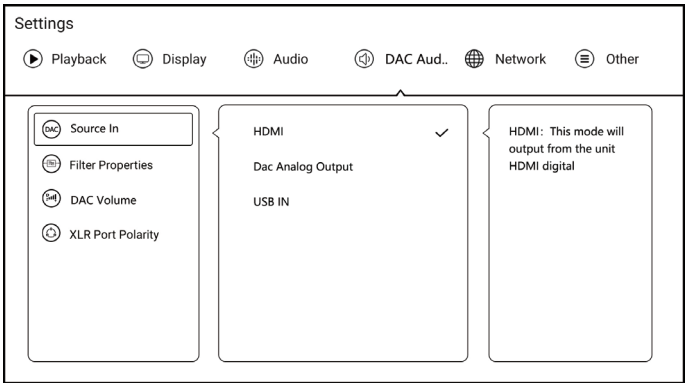 Settings
Playback Display Audio DAC Aud.. Network Other
DAC Source In
Filter Properties
DAC Volume
XLR Port Polarity
HDMI
Dac Analog Output
USB IN
HDMI: This mode will
output from the unit
HDMI digital